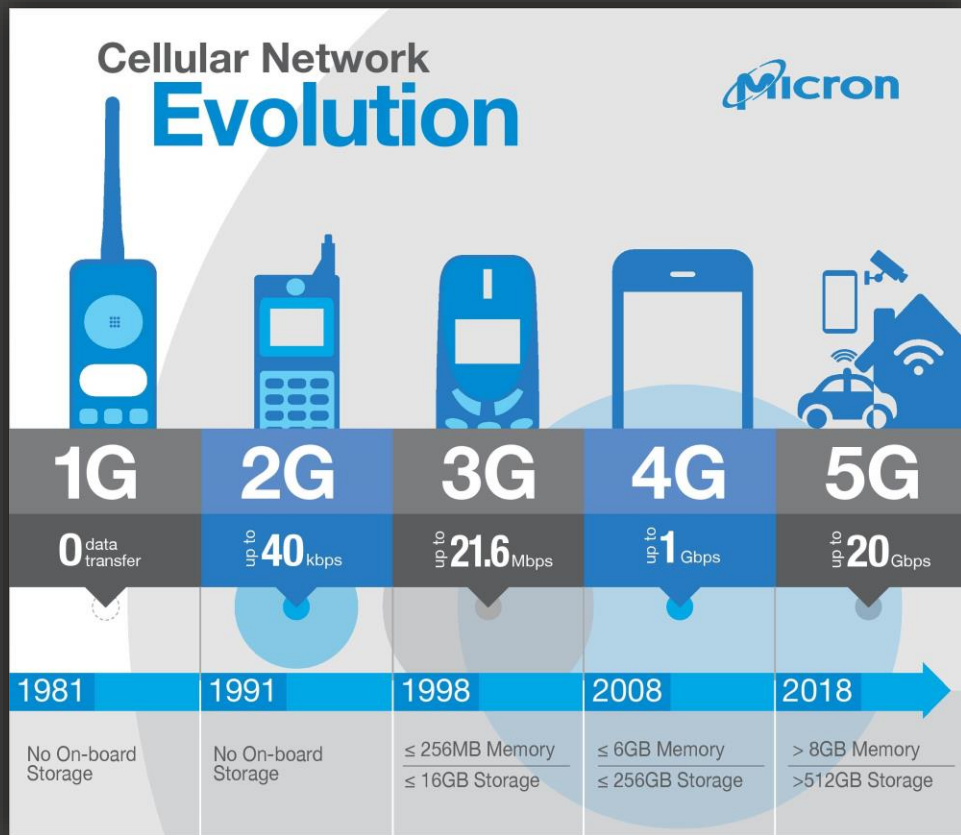 Cellular Network
Evolution
Micron
1G
2G
3G
4G
5G
0 data transfer
up to 40 kbps
up to 21.6 Mbps
up to 1 Gbps
up to 20 Gbps
1981
1991
1998
2008
2018
No On-board
Storage
No On-board
Storage
≤ 256MB Memory
≤ 16GB Storage
≤ 6GB Memory
≤ 256GB Storage
> 8GB Memory
>512GB Storage